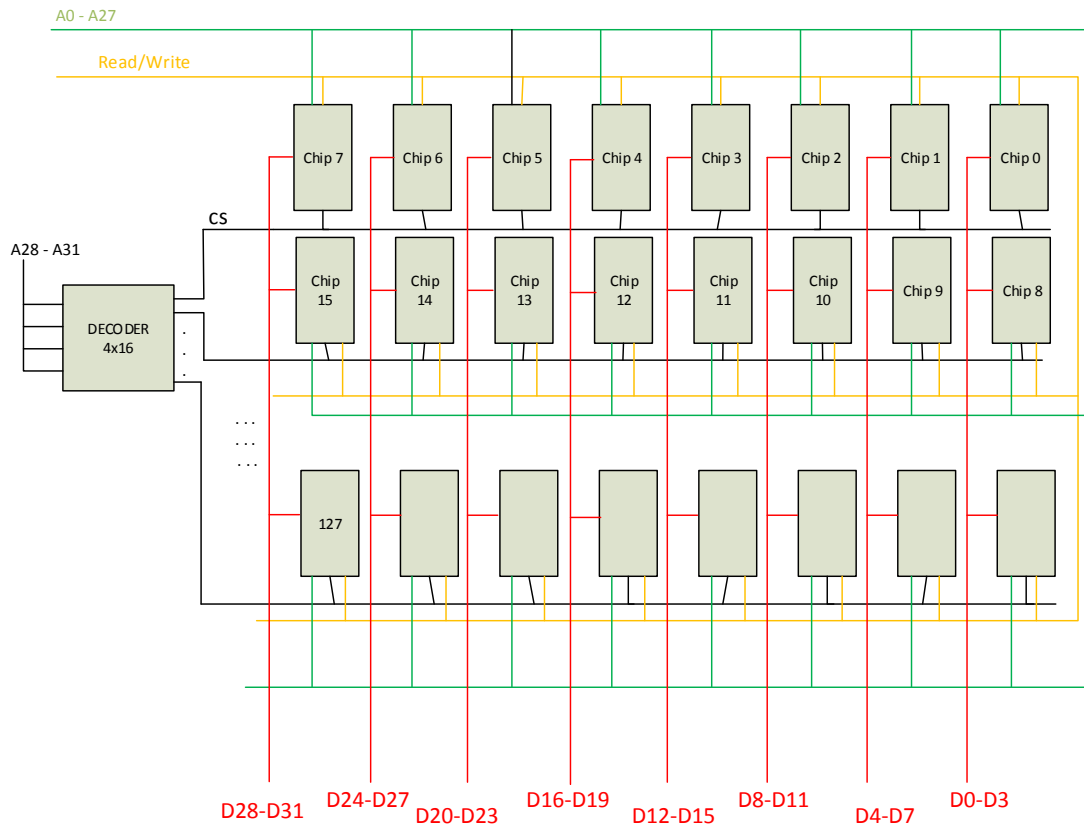 A0 - A27
Read/Write
Chip 7
Chip 6
Chip 5
Chip 4
Chip 3
Chip 2
Chip 1
Chip 0
CS
A28 - A31
DECODER
4x16
.
.
.
Chip
15
Chip
14
Chip
13
Chip
12
Chip
11
Chip
10
Chip 9
Chip 8
. . .
. . .
. . .
127
D28-D31
D24-D27
D20-D23
D16-D19
D12-D15
D8-D11
D4-D7
D0-D3